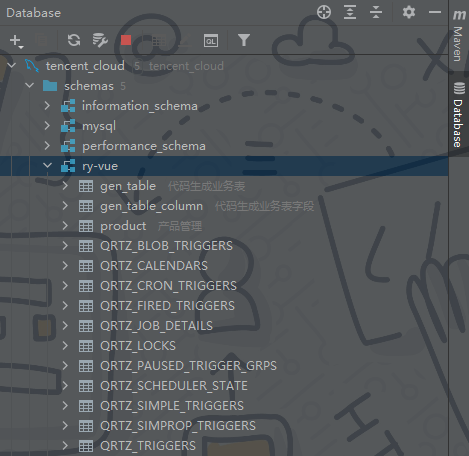 Database
QL
tencent_cloud 5 tencent_cloud
schemas 5
information_schema
mysql
performance_schema
ry-vue
gen_table 代码生成业务表
gen_table_column 代码生成业务表字段
product 产品管理
QRTZ_BLOB_TRIGGERS
QRTZ_CALENDARS
QRTZ_CRON_TRIGGERS
QRTZ_FIRED_TRIGGERS
QRTZ_JOB_DETAILS
QRTZ_LOCKS
QRTZ_PAUSED_TRIGGER_GRPS
QRTZ_SCHEDULER_STATE
QRTZ_SIMPLE_TRIGGERS
QRTZ_SIMPROP_TRIGGERS
QRTZ_TRIGGERS
m
Maven
Database